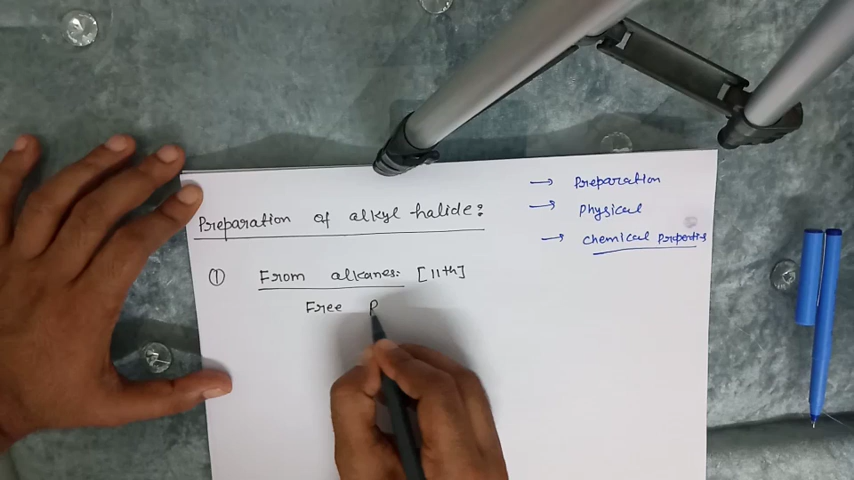 Preparation of alkyl halide:
→ Preparation
→ Physical
→ chemical Properties
① From alkanes: [11th]
Free R